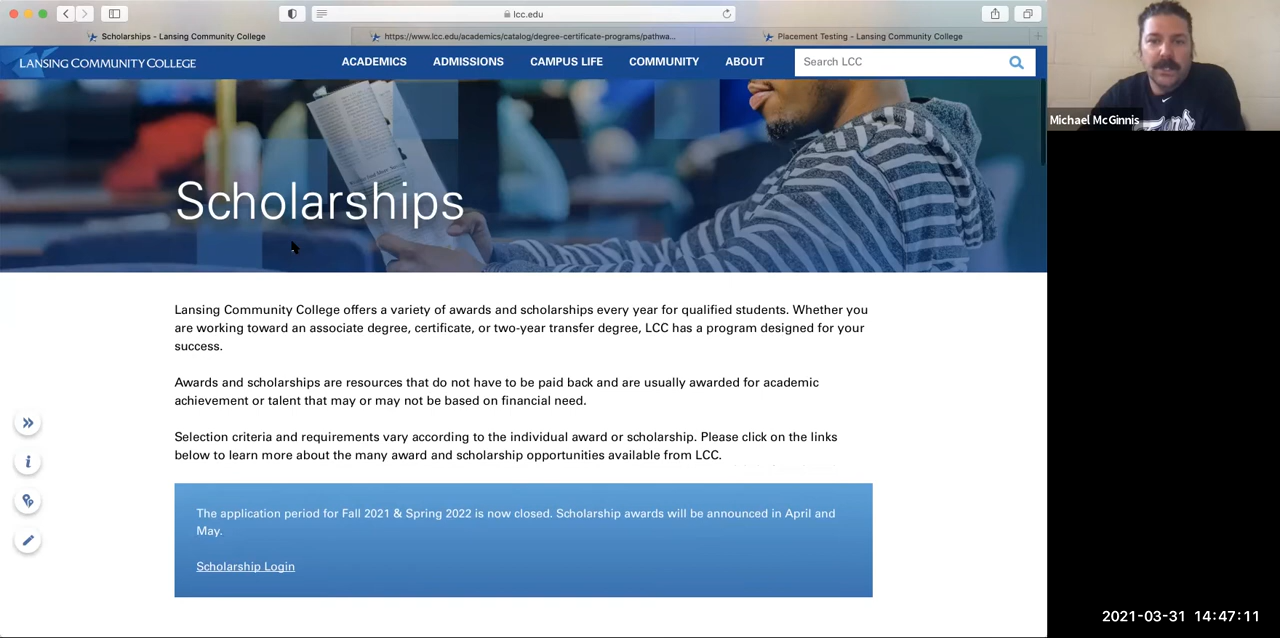 lcc.edu
Scholarships - Lansing Community College
https://www.lcc.edu/academics/catalog/degree-certificate-programs/pathwa...
Placement Testing - Lansing Community College
LANSING COMMUNITY COLLEGE
ACADEMICS
ADMISSIONS
CAMPUS LIFE
COMMUNITY
ABOUT
Search LCC
Michael McGinnis
Scholarships
Lansing Community College offers a variety of awards and scholarships every year for qualified students. Whether you
are working toward an associate degree, certificate, or two-year transfer degree, LCC has a program designed for your
success.
Awards and scholarships are resources that do not have to be paid back and are usually awarded for academic
achievement or talent that may or may not be based on financial need.
Selection criteria and requirements vary according to the individual award or scholarship. Please click on the links
below to learn more about the many award and scholarship opportunities available from LCC.
The application period for Fall 2021 & Spring 2022 is now closed. Scholarship awards will be announced in April and
May.
Scholarship Login
2021-03-31 14:47:11